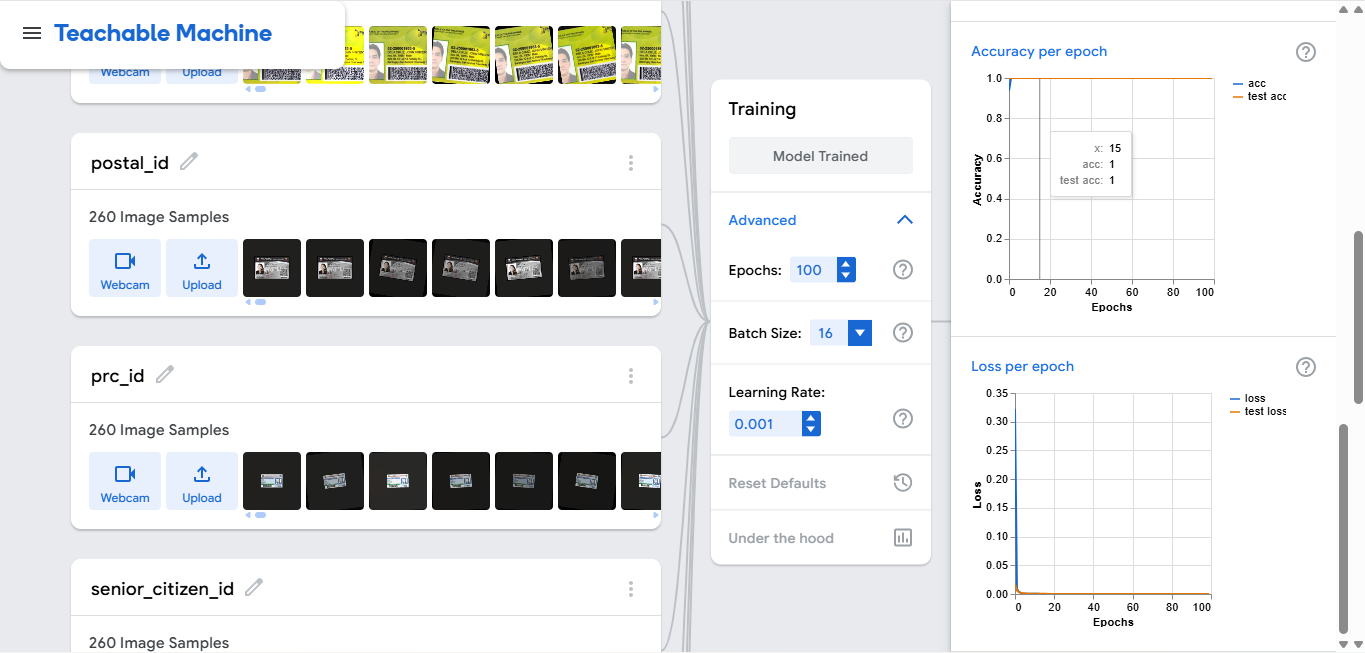 Teachable Machine
Webcam
Upload
postal_id
260 Image Samples
Webcam
Upload
prc_id
260 Image Samples
Webcam
Upload
senior_citizen_id
260 Image Samples
Training
Model Trained
Advanced
Epochs: 100
Batch Size: 16
Learning Rate:
0.001
Reset Defaults
Under the hood
Accuracy per epoch
1.0
0.8
0.6
0.4
0.2
0.0
Accuracy
0 20 40 60 80 100
Epochs
acc
test acc
x: 15
acc: 1
test acc: 1
Loss per epoch
0.35
0.30
0.25
0.20
0.15
0.10
0.05
0.00
Loss
0 20 40 60 80 100
Epochs
loss
test loss